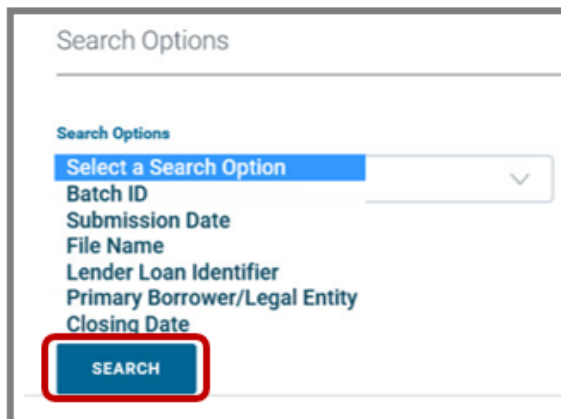 Search Options
Search Options
Select a Search Option
Batch ID
Submission Date
File Name
Lender Loan Identifier
Primary Borrower/Legal Entity
Closing Date
SEARCH